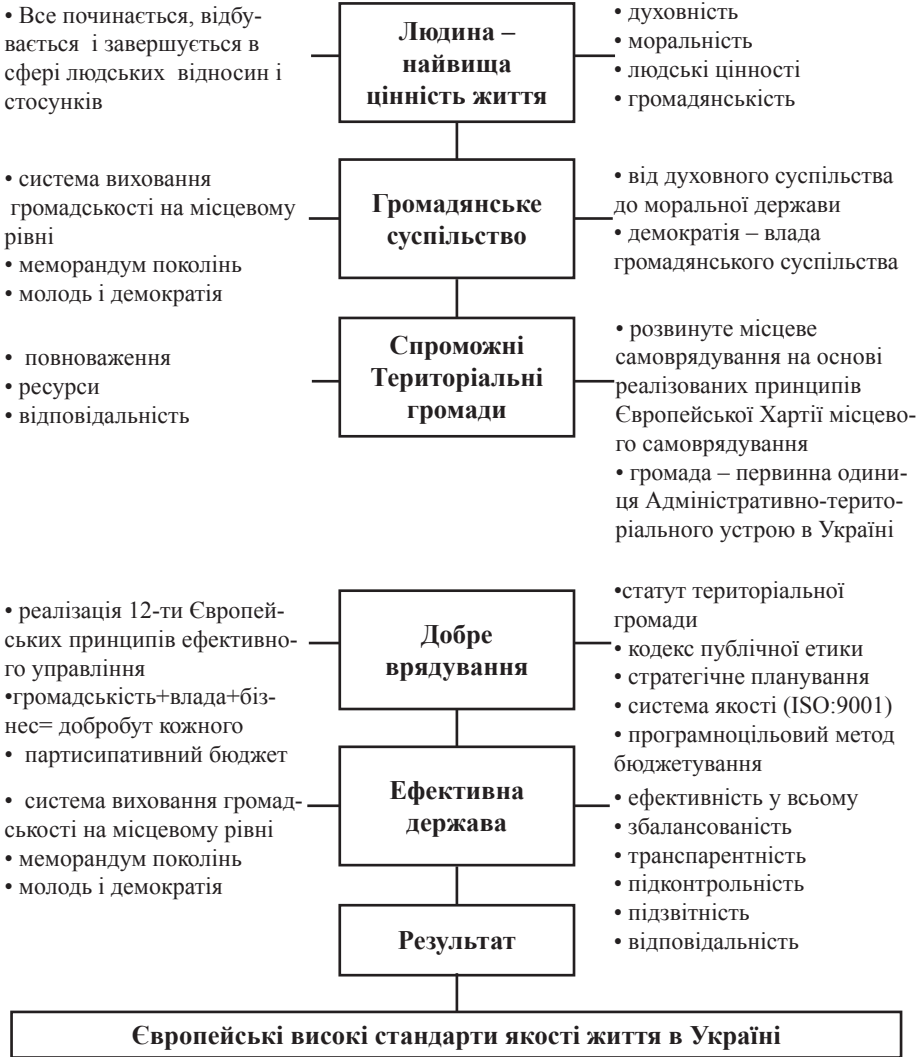 • Все починається, відбу-
вається і завершується в
сфері людських відносин і
стосунків
Людина –
найвища
цінність життя
• духовність
• моральність
• людські цінності
• громадянськість
• система виховання
громадськості на місцевому
рівні
• меморандум поколінь
• молодь і демократія
Громадянське
суспільство
• від духовного суспільства
до моральної держави
• демократія – влада
громадянського суспільства
• повноваження
• ресурси
• відповідальність
Спроможні
Територіальні
громади
• розвинуте місцеве
самоврядування на основі
реалізованих принципів
Європейської Хартії місцево-
го самоврядування
• громада – первинна одини-
ця Адміністративно-терито-
ріального устрою в Україні
• реалізація 12-ти Європей-
ських принципів ефективно-
го управління
•громадськість+влада+біз-
нес= добробут кожного
• партисипативний бюджет
Добре
врядування
•статут територіальної
громади
• кодекс публічної етики
• стратегічне планування
• система якості (ISO:9001)
• програмноцільовий метод
бюджетування
• система виховання громад-
ськості на місцевому рівні
• меморандум поколінь
• молодь і демократія
Ефективна
держава
• ефективність у всьому
• збалансованість
• транспарентність
• підконтрольність
• підзвітність
• відповідальність
Результат
Європейські високі стандарти якості життя в Україні